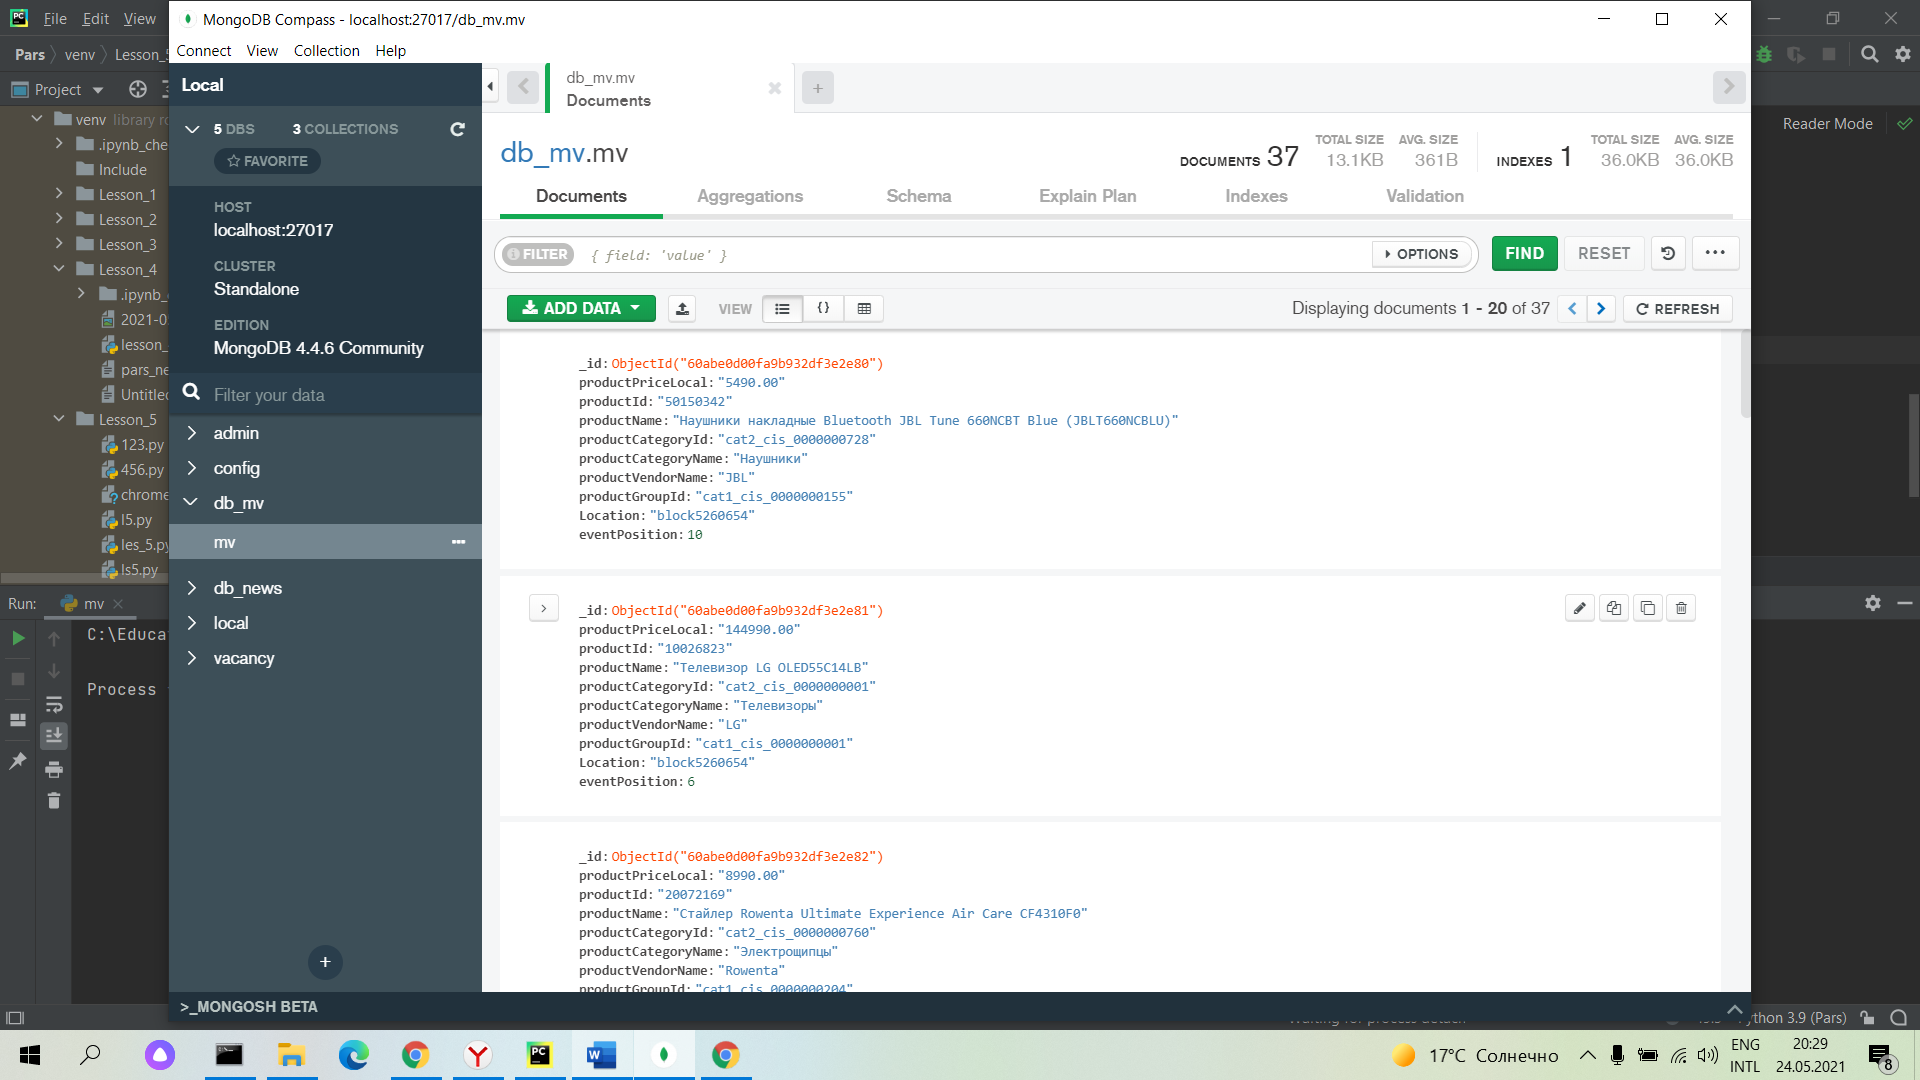 File Edit View
MongoDB Compass - localhost:27017/db_mv.mv
Connect View Collection Help
Pars venv Lesson_5
Project
Reader Mode
venv library
.ipynb_che
Include
Lesson_1
Lesson_2
Lesson_3
Lesson_4
.ipynb_
2021-0
lesson_
pars_ne
Untitled
Lesson_5
123.py
456.py
chrome
l5.py
les_5.py
ls5.py
Run: mv
C:\Educa
Process
Local
5 DBS 3 COLLECTIONS
FAVORITE
HOST
localhost:27017
CLUSTER
Standalone
EDITION
MongoDB 4.4.6 Community
Filter your data
admin
config
db_mv
mv
db_news
local
vacancy
+
>_MONGOSH BETA
db_mv.mv
Documents
+
db_mv.mv
DOCUMENTS 37
TOTAL SIZE 13.1KB
AVG. SIZE 361B
INDEXES 1
TOTAL SIZE 36.0KB
AVG. SIZE 36.0KB
Documents Aggregations Schema Explain Plan Indexes Validation
FILTER { field: 'value' } OPTIONS FIND RESET ...
ADD DATA VIEW {} Displaying documents 1 - 20 of 37 REFRESH
_id: ObjectId("60abe0d00fa9b932df3e2e80")
productPriceLocal: "5490.00"
productId: "50150342"
productName: "Наушники накладные Bluetooth JBL Tune 660NCBT Blue (JBLT660NCBLU)"
productCategoryId: "cat2_cis_0000000728"
productCategoryName: "Наушники"
productVendorName: "JBL"
productGroupId: "cat1_cis_0000000155"
Location: "block5260654"
eventPosition: 10
_id: ObjectId("60abe0d00fa9b932df3e2e81")
productPriceLocal: "144990.00"
productId: "10026823"
productName: "Телевизор LG OLED55C14LB"
productCategoryId: "cat2_cis_0000000001"
productCategoryName: "Телевизоры"
productVendorName: "LG"
productGroupId: "cat1_cis_0000000001"
Location: "block5260654"
eventPosition: 6
_id: ObjectId("60abe0d00fa9b932df3e2e82")
productPriceLocal: "8990.00"
productId: "20072169"
productName: "Стайлер Rowenta Ultimate Experience Air Care CF4310F0"
productCategoryId: "cat2_cis_0000000760"
productCategoryName: "Электрощипцы"
productVendorName: "Rowenta"
productGroupId: "cat1_cis_0000000204"
ython 3.9 (Pars)
17°C Солнечно
ENG
INTL
20:29
24.05.2021
8